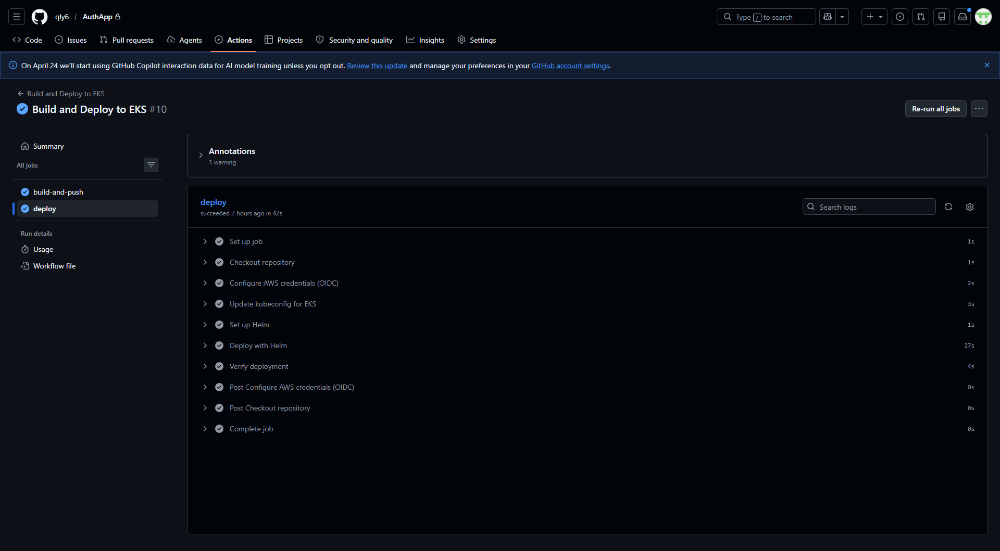 qly6 / AuthApp
Type / to search
Code
Issues
Pull requests
Agents
Actions
Projects
Security and quality
Insights
Settings
On April 24 we'll start using GitHub Copilot interaction data for AI model training unless you opt out. Review this update and manage your preferences in your GitHub account settings.
Build and Deploy to EKS
Build and Deploy to EKS #10
Re-run all jobs
Summary
All jobs
build-and-push
deploy
Run details
Usage
Workflow file
Annotations
1 warning
deploy
succeeded 7 hours ago in 42s
Search logs
Set up job 1s
Checkout repository 1s
Configure AWS credentials (OIDC) 2s
Update kubeconfig for EKS 3s
Set up Helm 1s
Deploy with Helm 27s
Verify deployment 4s
Post Configure AWS credentials (OIDC) 0s
Post Checkout repository 0s
Complete job 0s